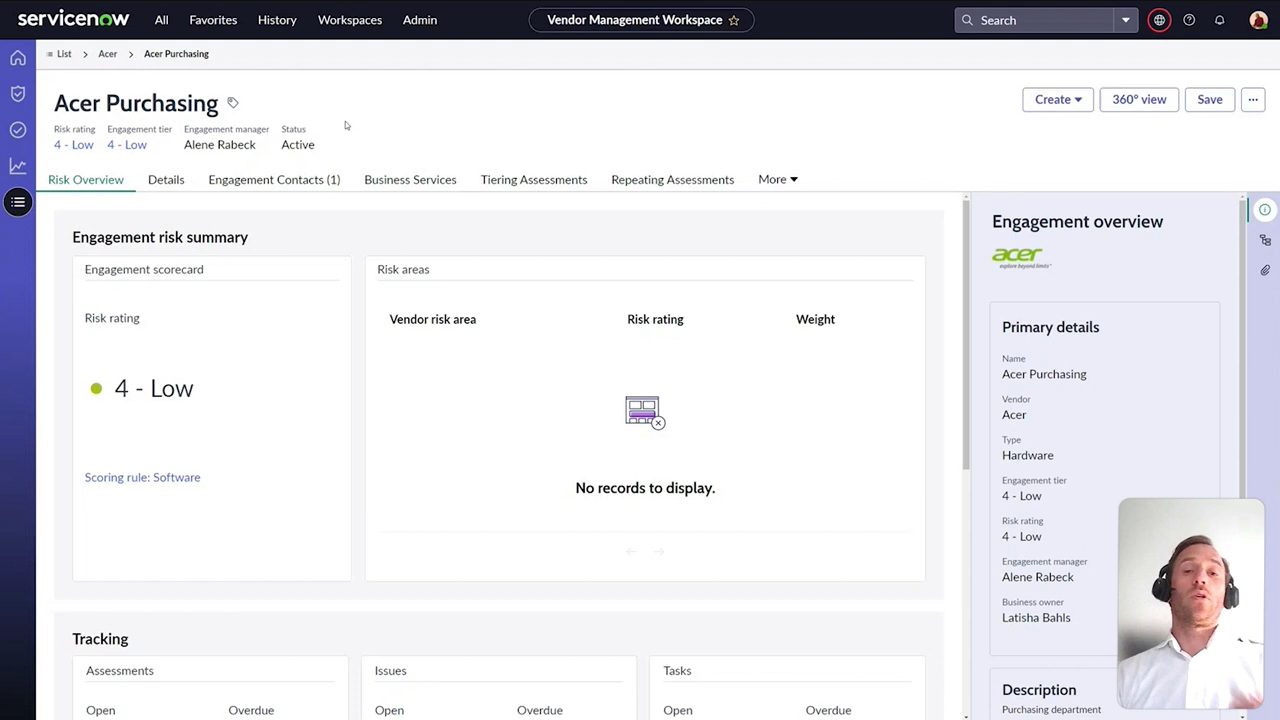 servicenow All Favorites History Workspaces Admin Vendor Management Workspace Search
List > Acer > Acer Purchasing
Acer Purchasing
Create 360° view Save ...
Risk rating Engagement tier Engagement manager Status
4 - Low 4 - Low Alene Rabeck Active
Risk Overview Details Engagement Contacts (1) Business Services Tiering Assessments Repeating Assessments More
Engagement risk summary
Engagement scorecard
Risk rating
4 - Low
Scoring rule: Software
Risk areas
Vendor risk area Risk rating Weight
No records to display.
Tracking
Assessments Issues Tasks
Open Overdue Open Overdue Open Overdue
Engagement overview
acer
explore beyond limits™
Primary details
Name
Acer Purchasing
Vendor
Acer
Type
Hardware
Engagement tier
4 - Low
Risk rating
4 - Low
Engagement manager
Alene Rabeck
Business owner
Latisha Bahls
Description
Purchasing department